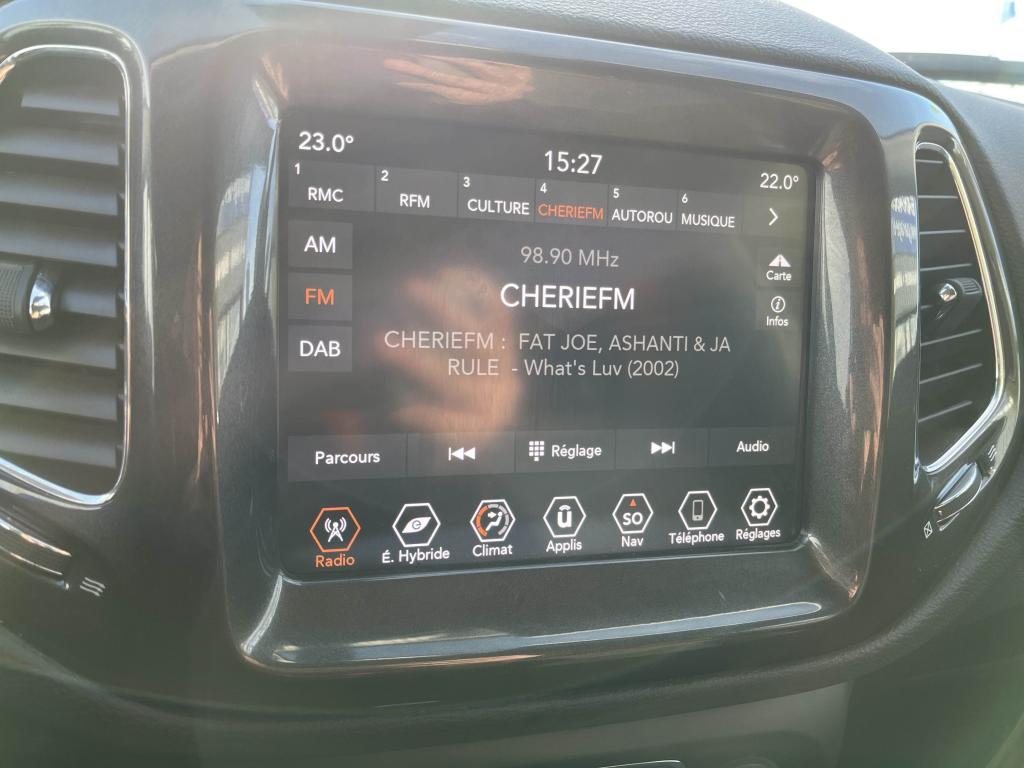 23.0°
15:27
22.0°
1 RMC
2 RFM
3 CULTURE
4 CHERIEFM
5 AUTOROU
6 MUSIQUE
AM
FM
DAB
98.90 MHz
CHERIEFM
CHERIEFM : FAT JOE, ASHANTI & JA
RULE - What's Luv (2002)
Carte
Infos
Parcours
Réglage
Audio
Radio
e
É. Hybride
Climat
û
Applis
SO
Nav
Téléphone
Réglages